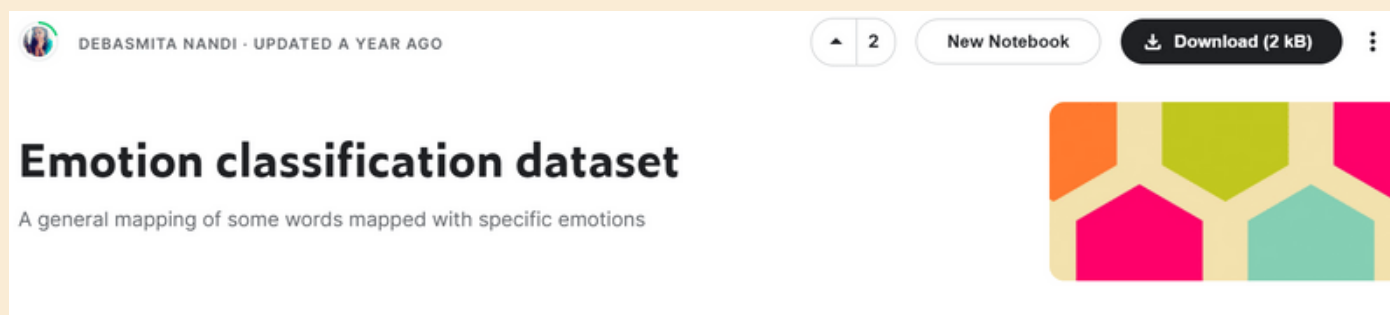 DEBASMITA NANDI · UPDATED A YEAR AGO
2
New Notebook
Download (2 kB)
Emotion classification dataset
A general mapping of some words mapped with specific emotions